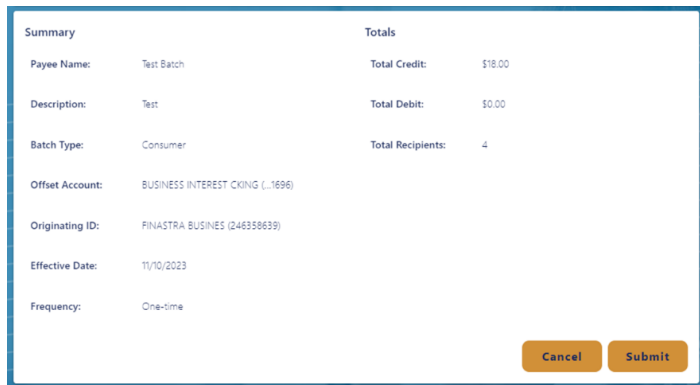 Summary
Totals
Payee Name: Test Batch
Total Credit: $18.00
Description: Test
Total Debit: $0.00
Batch Type: Consumer
Total Recipients: 4
Offset Account: BUSINESS INTEREST CKING (...1696)
Originating ID: FINASTRA BUSINES (246358639)
Effective Date: 11/10/2023
Frequency: One-time
Cancel
Submit